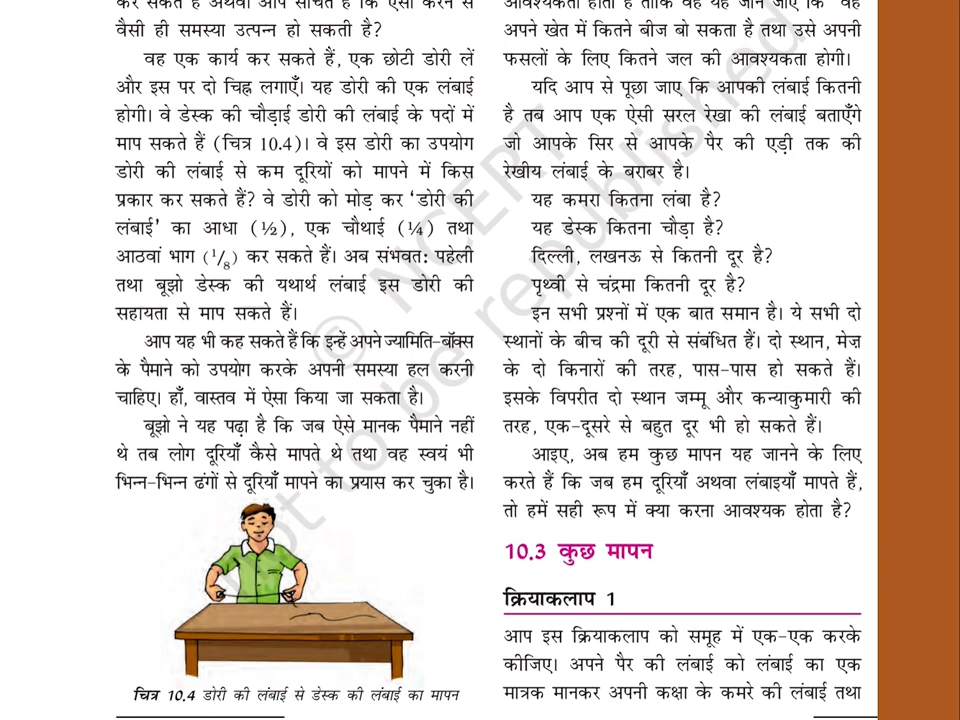 कर सकते हैं अथवा आप सोचते हैं कि ऐसा करने से
वैसी ही समस्या उत्पन्न हो सकती है?
वह एक कार्य कर सकते हैं, एक छोटी डोरी लें
और इस पर दो चिह्न लगाएँ। यह डोरी की एक लंबाई
होगी। वे डेस्क की चौड़ाई डोरी की लंबाई के पदों में
माप सकते हैं (चित्र 10.4)। वे इस डोरी का उपयोग
डोरी की लंबाई से कम दूरियों को मापने में किस
प्रकार कर सकते हैं? वे डोरी को मोड़ कर ‘डोरी की
लंबाई’ का आधा (½), एक चौथाई (¼) तथा
आठवां भाग (1/8) कर सकते हैं। अब संभवत: पहेली
तथा बूझो डेस्क की यथार्थ लंबाई इस डोरी की
सहायता से माप सकते हैं।
आप यह भी कह सकते हैं कि इन्हें अपने ज्यामिति-बॉक्स
के पैमाने को उपयोग करके अपनी समस्या हल करनी
चाहिए। हाँ, वास्तव में ऐसा किया जा सकता है।
बूझो ने यह पढ़ा है कि जब ऐसे मानक पैमाने नहीं
थे तब लोग दूरियाँ कैसे मापते थे तथा वह स्वयं भी
भिन्न-भिन्न ढंगों से दूरियाँ मापने का प्रयास कर चुका है।
चित्र 10.4 डोरी की लंबाई से डेस्क की लंबाई का मापन
आवश्यकता होती है ताकि वह यह जान जाए कि वह
अपने खेत में कितने बीज बो सकता है तथा उसे अपनी
फसलों के लिए कितने जल की आवश्यकता होगी।
यदि आप से पूछा जाए कि आपकी लंबाई कितनी
है तब आप एक ऐसी सरल रेखा की लंबाई बताएँगे
जो आपके सिर से आपके पैर की एड़ी तक की
रेखीय लंबाई के बराबर है।
यह कमरा कितना लंबा है?
यह डेस्क कितना चौड़ा है?
दिल्ली, लखनऊ से कितनी दूर है?
पृथ्वी से चंद्रमा कितनी दूर है?
इन सभी प्रश्नों में एक बात समान है। ये सभी दो
स्थानों के बीच की दूरी से संबंधित हैं। दो स्थान, मेज़
के दो किनारों की तरह, पास-पास हो सकते हैं।
इसके विपरीत दो स्थान जम्मू और कन्याकुमारी की
तरह, एक-दूसरे से बहुत दूर भी हो सकते हैं।
आइए, अब हम कुछ मापन यह जानने के लिए
करते हैं कि जब हम दूरियाँ अथवा लंबाइयाँ मापते हैं,
तो हमें सही रूप में क्या करना आवश्यक होता है?
10.3 कुछ मापन
क्रियाकलाप 1
आप इस क्रियाकलाप को समूह में एक-एक करके
कीजिए। अपने पैर की लंबाई को लंबाई का एक
मात्रक मानकर अपनी कक्षा के कमरे की लंबाई तथा
© NCERT
not to be republished